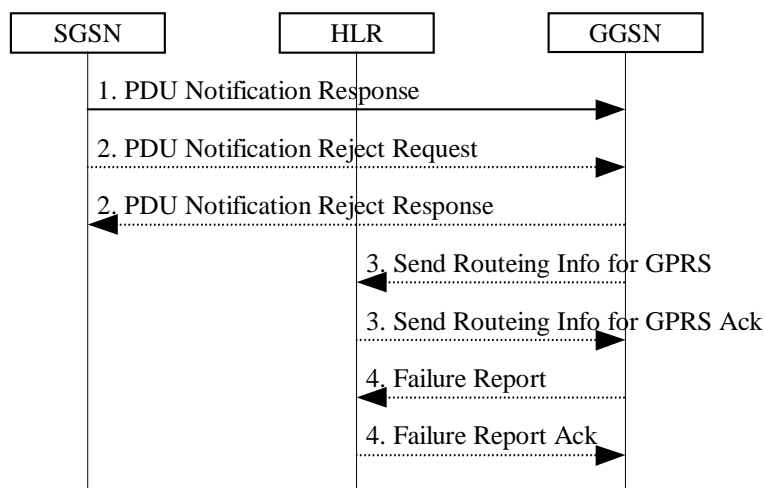 SGSN HLR GGSN
1. PDU Notification Response
2. PDU Notification Reject Request
2. PDU Notification Reject Response
3. Send Routeing Info for GPRS
3. Send Routeing Info for GPRS Ack
4. Failure Report
4. Failure Report Ack